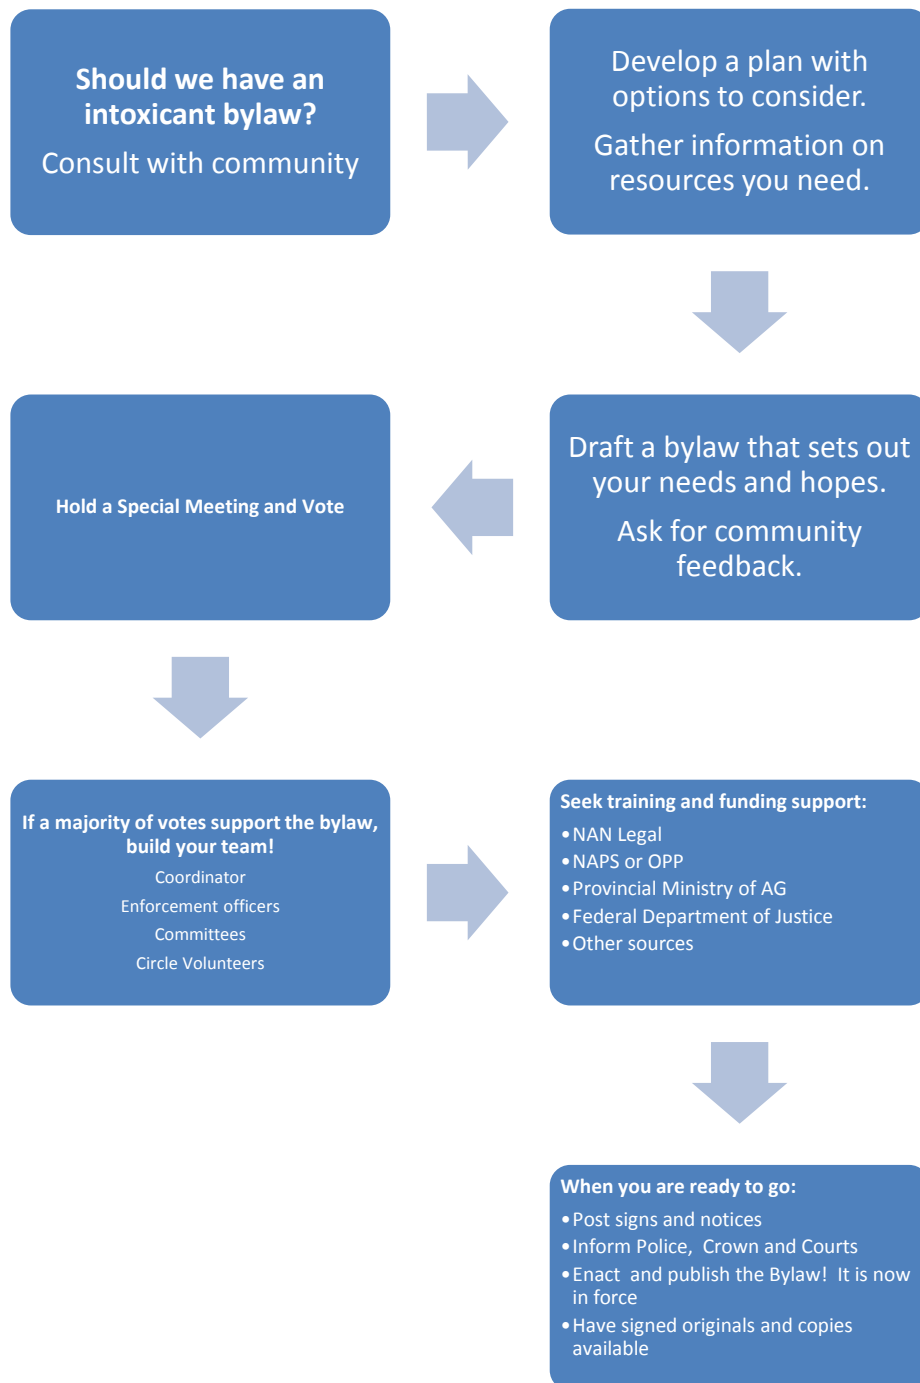 Should we have an
intoxicant bylaw?
Consult with community
Develop a plan with
options to consider.
Gather information on
resources you need.
Draft a bylaw that sets out
your needs and hopes.
Ask for community
feedback.
Hold a Special Meeting and Vote
If a majority of votes support the bylaw,
build your team!
Coordinator
Enforcement officers
Committees
Circle Volunteers
Seek training and funding support:
•NAN Legal
•NAPS or OPP
•Provincial Ministry of AG
•Federal Department of Justice
•Other sources
When you are ready to go:
•Post signs and notices
•Inform Police, Crown and Courts
•Enact and publish the Bylaw! It is now
in force
•Have signed originals and copies
available